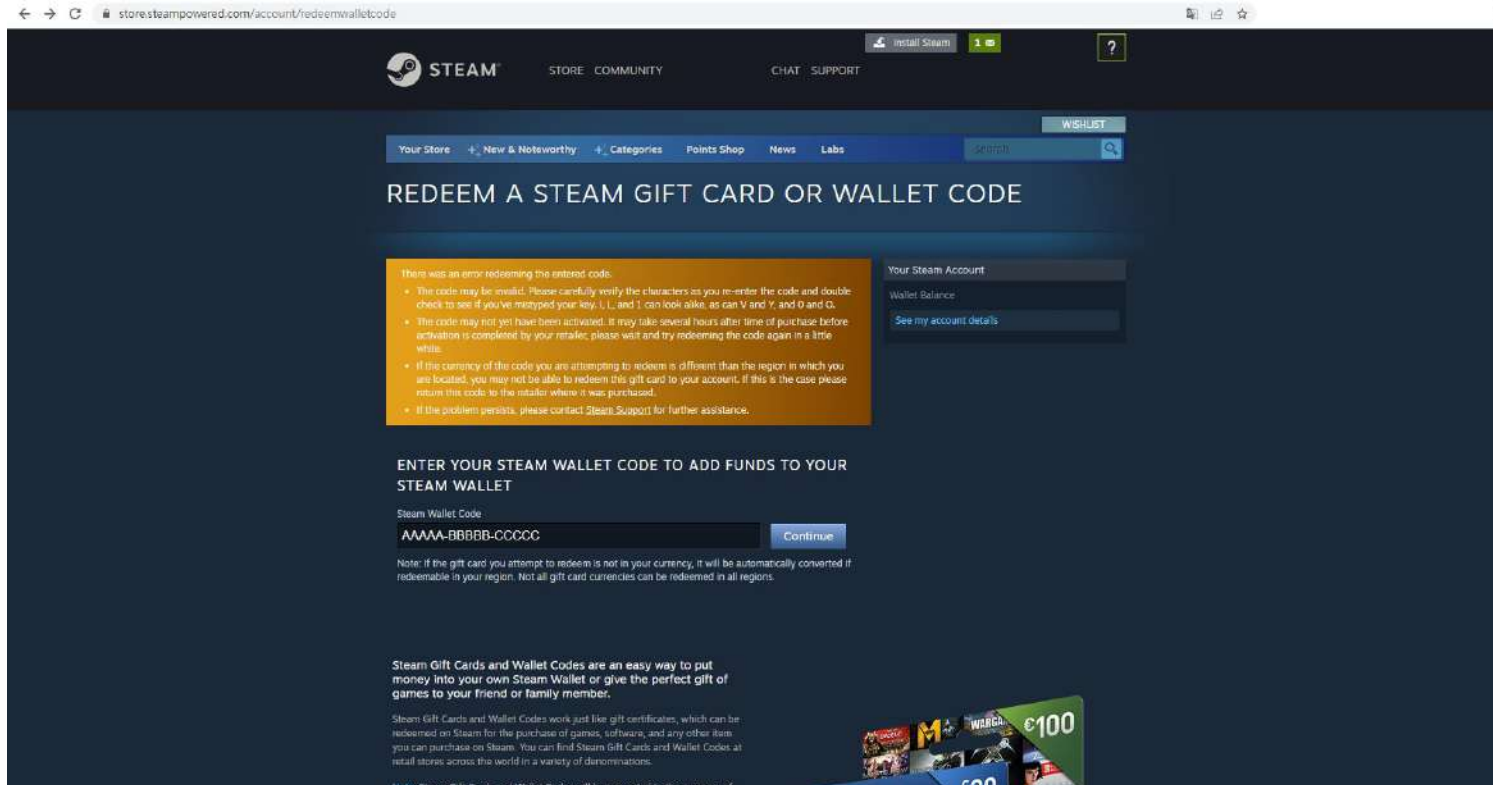 store.steampowered.com/account/redeemwalletcode
Install Steam
1
?
STEAM
STORE COMMUNITY CHAT SUPPORT
WISHLIST
Your Store New & Noteworthy Categories Points Shop News Labs search
REDEEM A STEAM GIFT CARD OR WALLET CODE
There was an error redeeming the entered code.
• The code may be invalid. Please carefully verify the characters as you re-enter the code and double
check to see if you've mistyped your key. I, L, and 1 can look alike, as can V and Y, and 0 and O.
• The code may not yet have been activated. It may take several hours after time of purchase before
activation is completed by your retailer, please wait and try redeeming the code again in a little
while.
• If the currency of the code you are attempting to redeem is different than the region in which you
are located, you may not be able to redeem this gift card to your account. If this is the case please
return this code to the retailer where it was purchased.
• If the problem persists, please contact Steam Support for further assistance.
Your Steam Account
Wallet Balance
See my account details
ENTER YOUR STEAM WALLET CODE TO ADD FUNDS TO YOUR
STEAM WALLET
Steam Wallet Code
AAAAA-BBBBB-CCCCC
Continue
Note: If the gift card you attempt to redeem is not in your currency, it will be automatically converted if
redeemable in your region. Not all gift card currencies can be redeemed in all regions.
Steam Gift Cards and Wallet Codes are an easy way to put
money into your own Steam Wallet or give the perfect gift of
games to your friend or family member.
Steam Gift Cards and Wallet Codes work just like gift certificates, which can be
redeemed on Steam for the purchase of games, software, and any other item
you can purchase on Steam. You can find Steam Gift Cards and Wallet Codes at
retail stores across the world in a variety of denominations.
€100